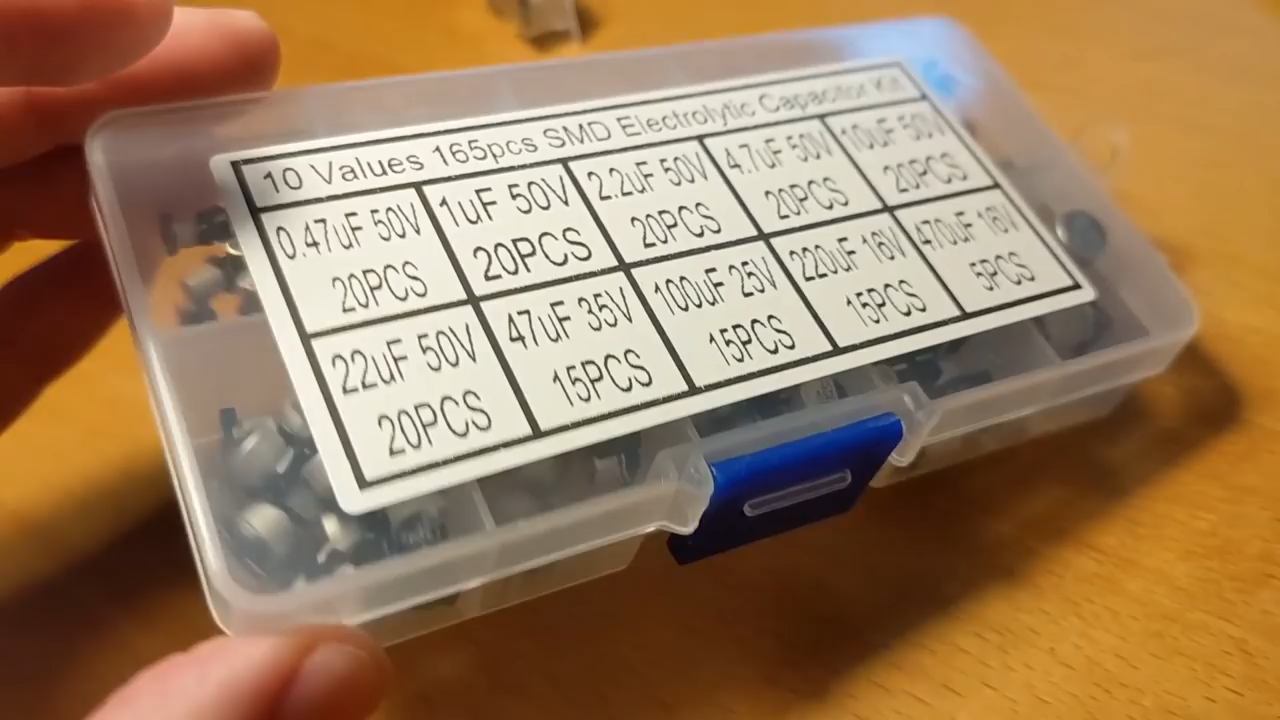 10 Values 165pcs SMD Electrolytic Capacitor Kit
0.47uF 50V
20PCS
1uF 50V
20PCS
2.2uF 50V
20PCS
4.7uF 50V
20PCS
10uF 50V
20PCS
22uF 50V
20PCS
47uF 35V
15PCS
100uF 25V
15PCS
220uF 16V
15PCS
470uF 16V
5PCS